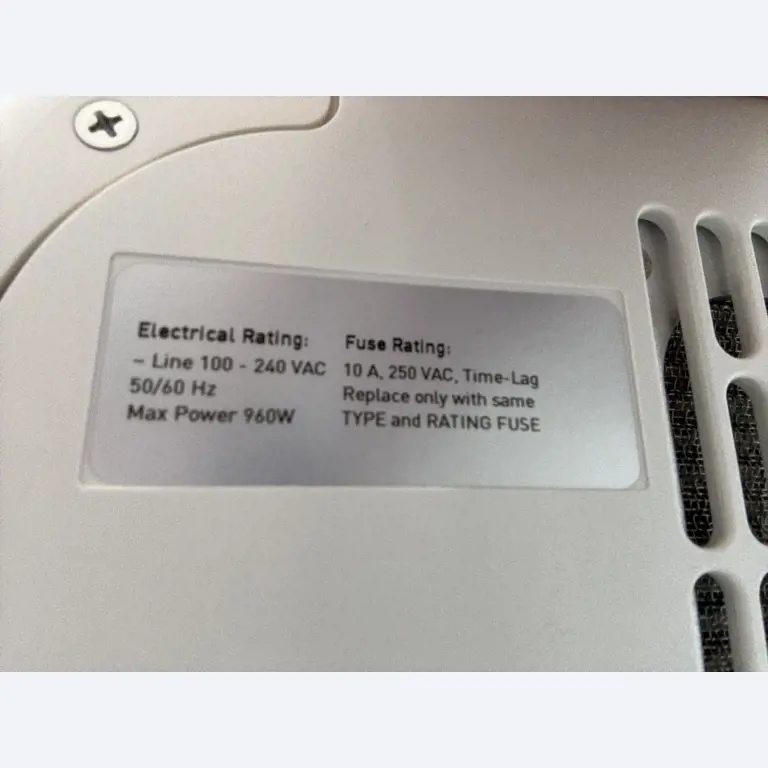 Electrical Rating:
~ Line 100 - 240 VAC
50/60 Hz
Max Power 960W
Fuse Rating:
10 A, 250 VAC, Time-Lag
Replace only with same
TYPE and RATING FUSE